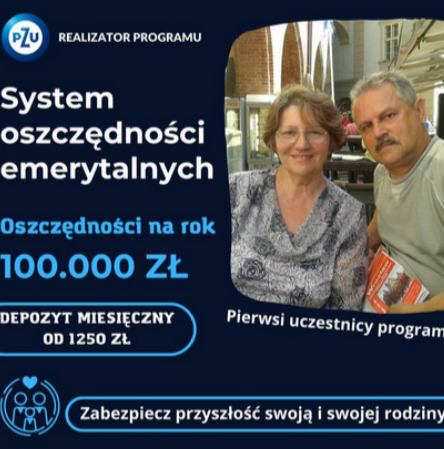 PZU
REALIZATOR PROGRAMU
System
oszczędności
emerytalnych
Oszczędności na rok
100.000 ZŁ
DEPOZYT MIESIĘCZNY
OD 1250 ZŁ
Pierwsi uczestnicy program
Zabezpiecz przyszłość swoją i swojej rodziny